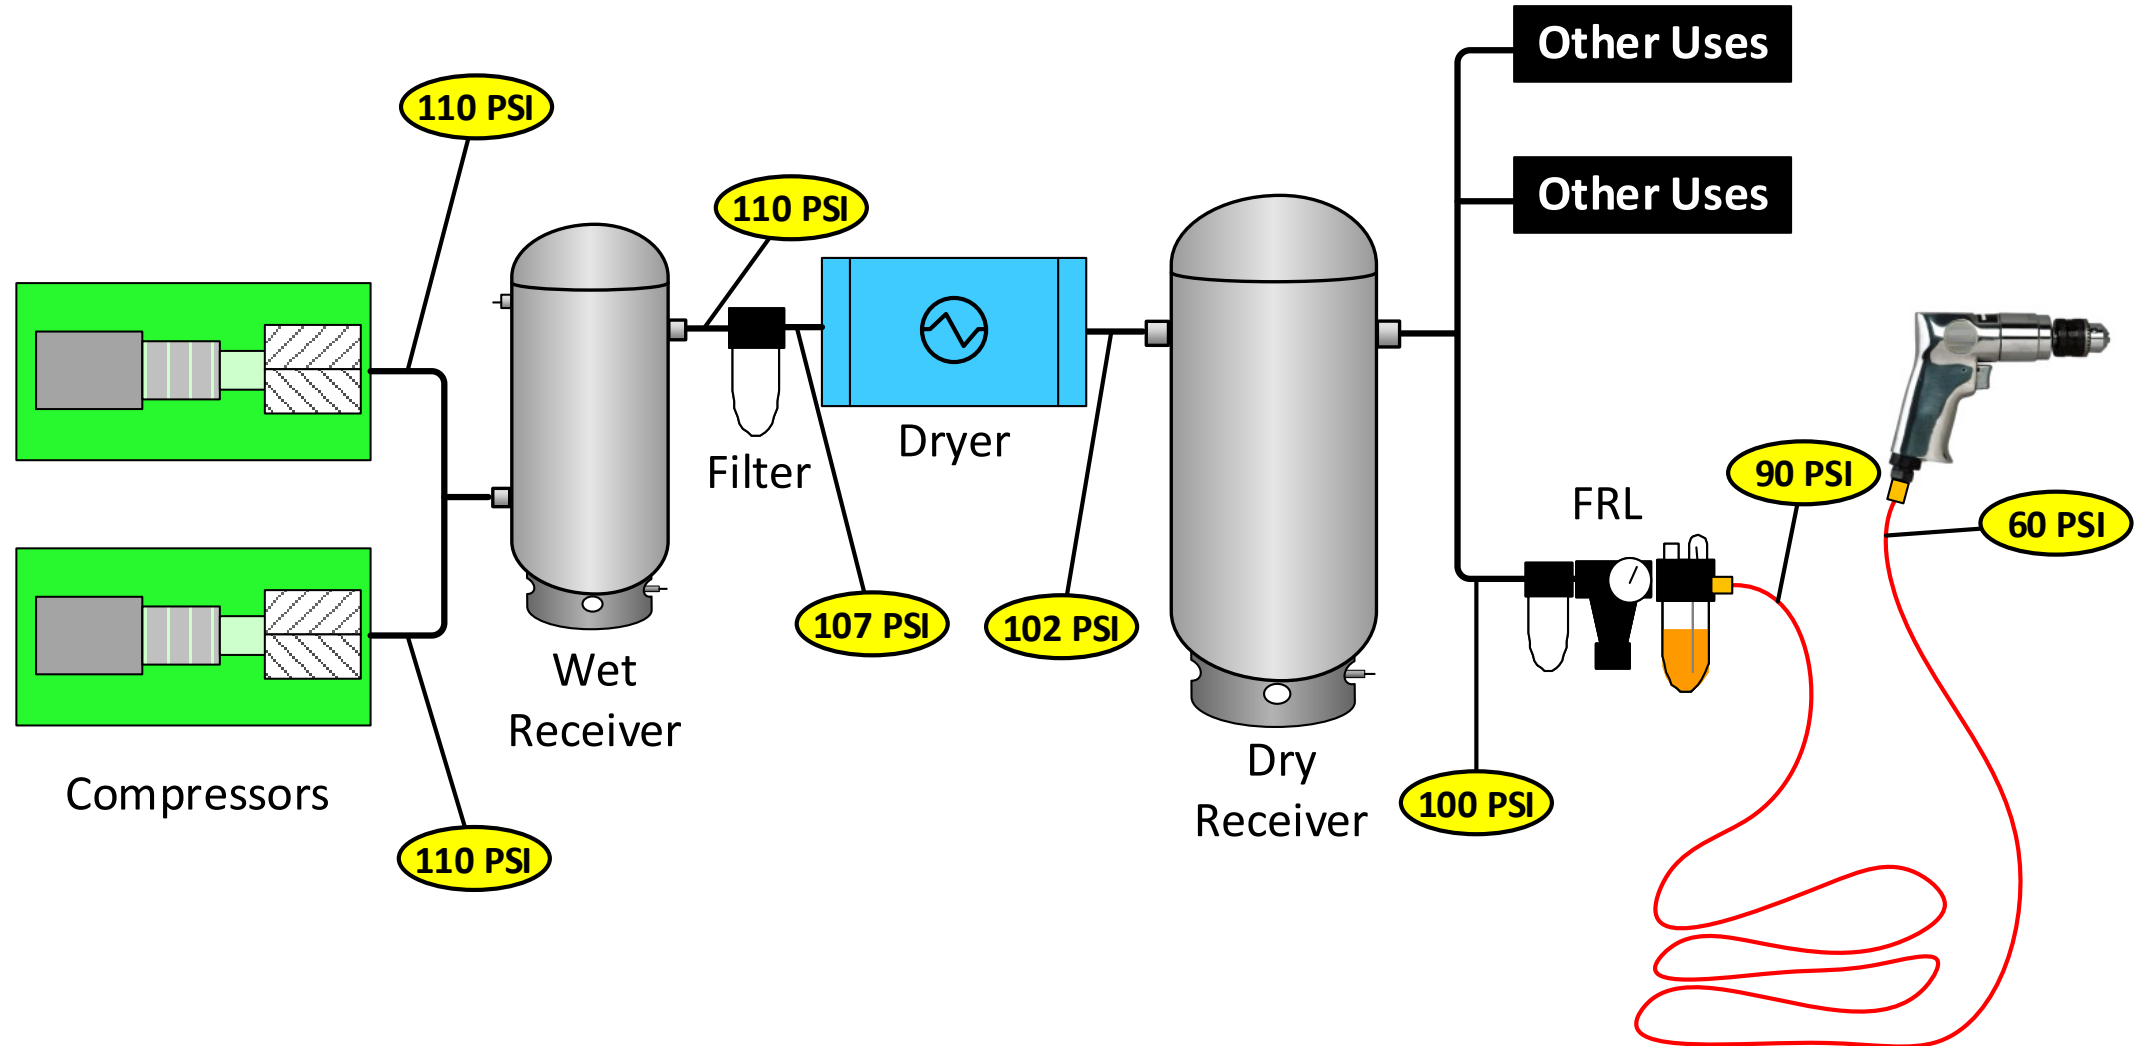 Other Uses
110 PSI
Other Uses
110 PSI
Dryer
Filter
90 PSI
FRL
60 PSI
107 PSI
102 PSI
Wet
Receiver
Dry
Receiver
Compressors
100 PSI
110 PSI